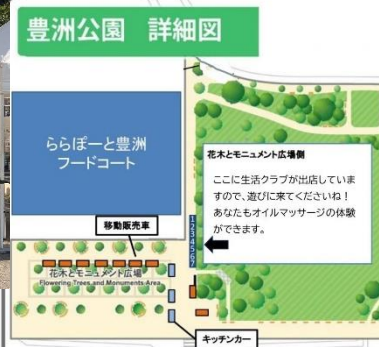 豊洲公園 詳細図
ららぽーと豊洲
フードコート
花木とモニュメント広場側
ここに生活クラブが出店していま
すので、遊びに来てくださいね！
あなたもオイルマッサージの体験
ができます。
移動販売車
1
2
3
4
5
6
7
花木とモニュメント広場
Flowering Trees and Monuments Area
キッチンカー